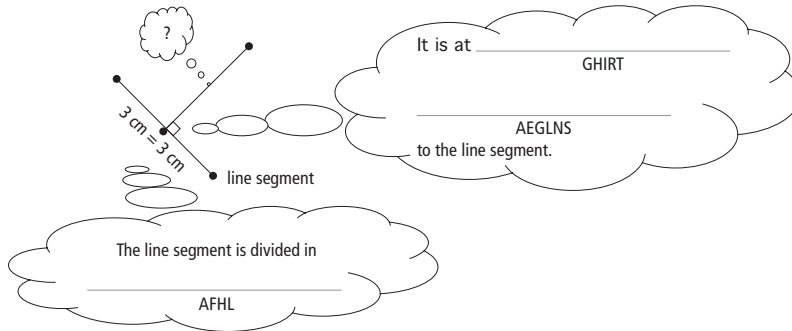 ?
It is at
GHIRT
3 cm = 3 cm
AEGLNS
to the line segment.
line segment
The line segment is divided in
AFHL